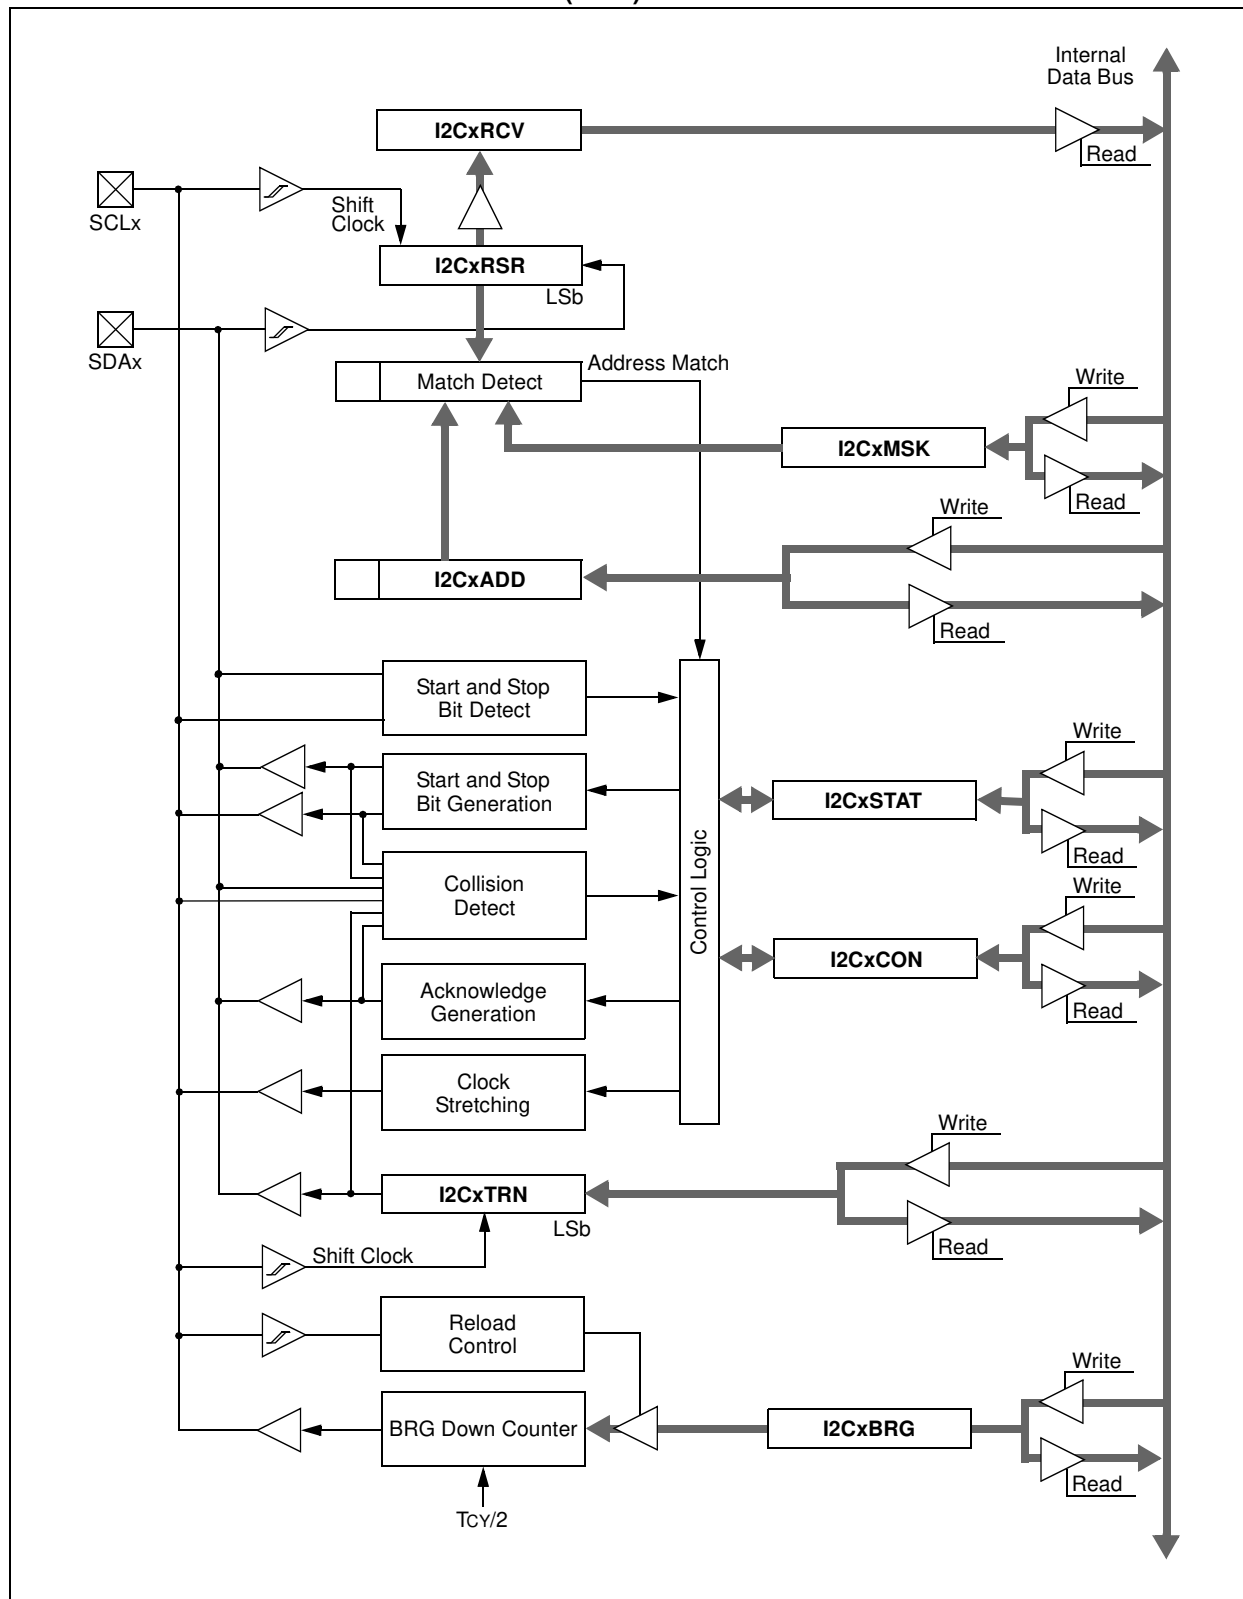 Internal
Data Bus
I2CxRCV
Read
SCLx
Shift
Clock
I2CxRSR
LSb
SDAx
Match Detect
Address Match
Write
I2CxMSK
Read
Write
I2CxADD
Read
Start and Stop
Bit Detect
Start and Stop
Bit Generation
Write
I2CxSTAT
Read
Collision
Detect
Control Logic
Write
I2CxCON
Read
Acknowledge
Generation
Clock
Stretching
Write
I2CxTRN
LSb
Read
Shift Clock
Reload
Control
Write
BRG Down Counter
I2CxBRG
Read
TCY/2